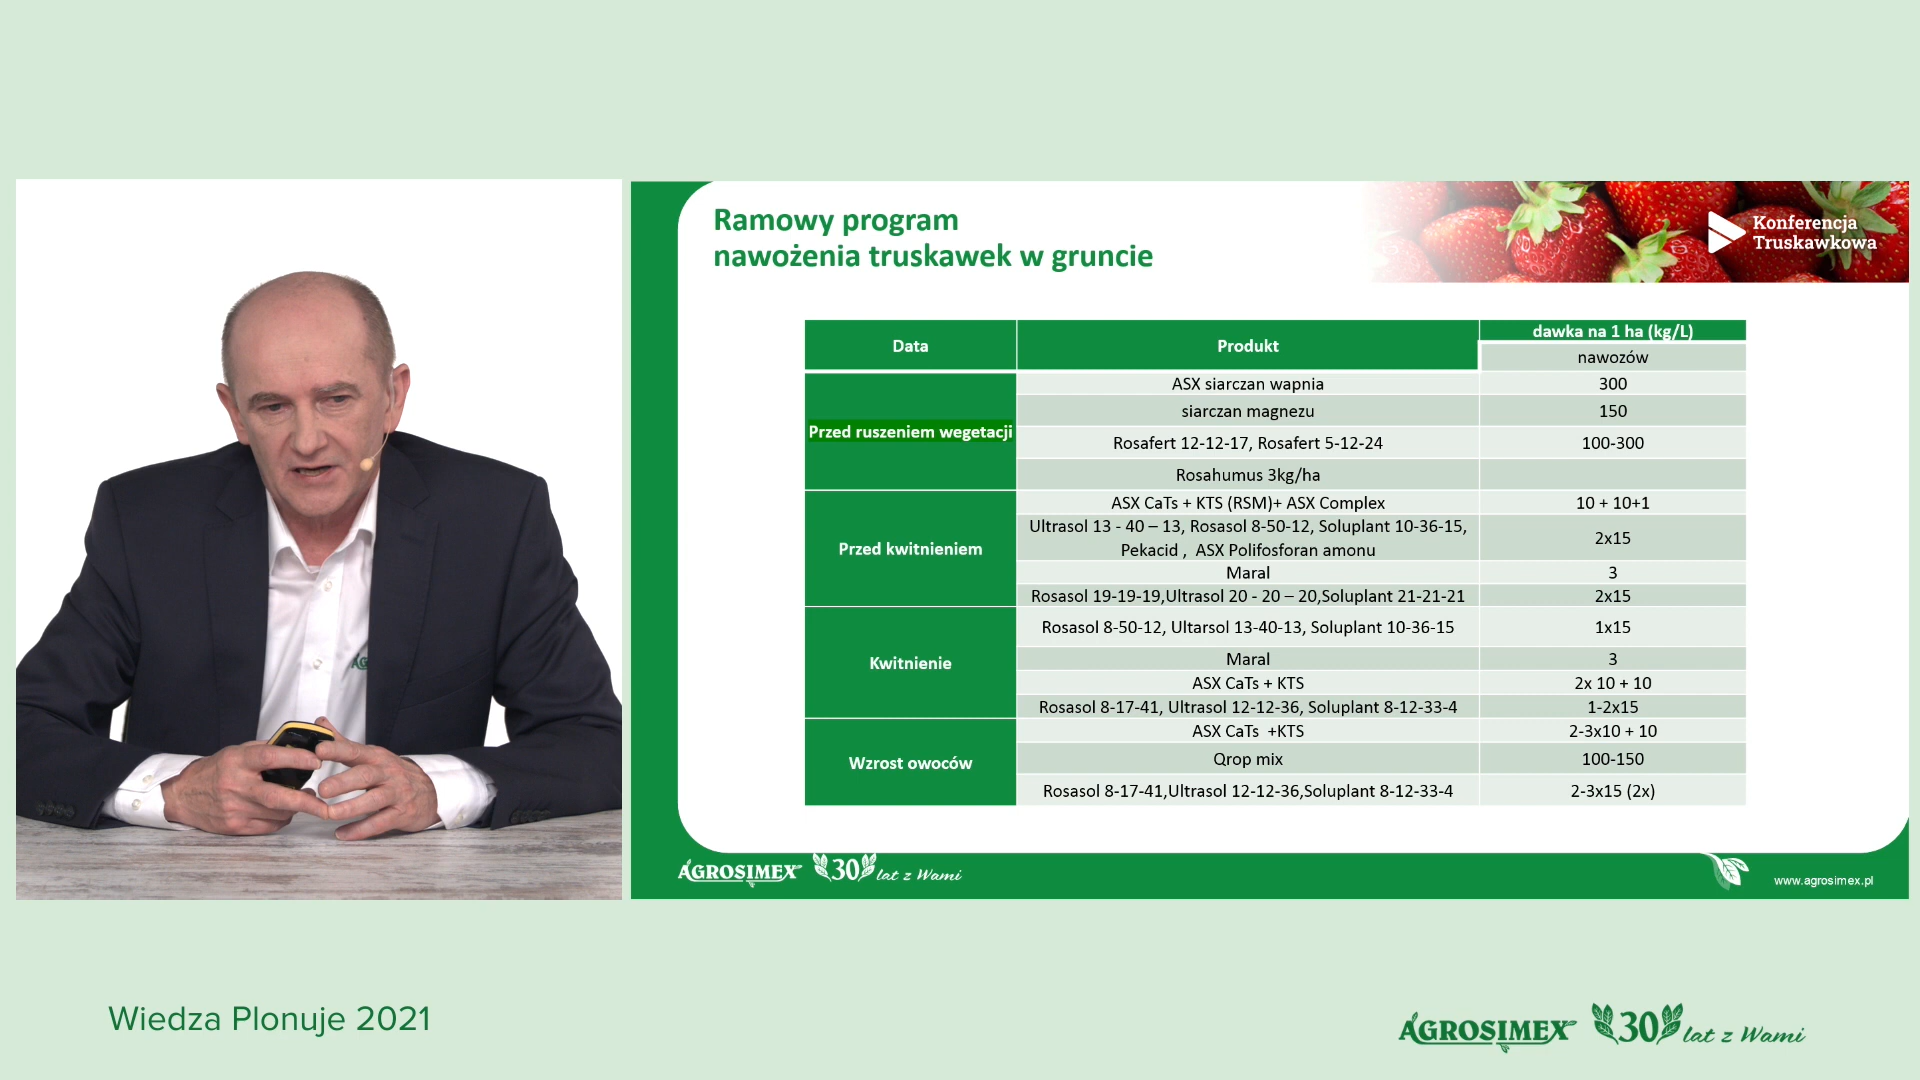 Ramowy program
nawożenia truskawek w gruncie
Konferencja
Truskawkowa
Data
Produkt
dawka na 1 ha (kg/L)
nawozów
Przed ruszeniem wegetacji
ASX siarczan wapnia
300
siarczan magnezu
150
Rosafert 12-12-17, Rosafert 5-12-24
100-300
Rosahumus 3kg/ha
Przed kwitnieniem
ASX CaTs + KTS (RSM)+ ASX Complex
10 + 10+1
Ultrasol 13 - 40 – 13, Rosasol 8-50-12, Soluplant 10-36-15,
Pekacid , ASX Polifosforan amonu
2x15
Maral
3
Rosasol 19-19-19,Ultrasol 20 - 20 – 20,Soluplant 21-21-21
2x15
Kwitnienie
Rosasol 8-50-12, Ultarsol 13-40-13, Soluplant 10-36-15
1x15
Maral
3
ASX CaTs + KTS
2x 10 + 10
Rosasol 8-17-41, Ultrasol 12-12-36, Soluplant 8-12-33-4
1-2x15
Wzrost owoców
ASX CaTs +KTS
2-3x10 + 10
Qrop mix
100-150
Rosasol 8-17-41,Ultrasol 12-12-36,Soluplant 8-12-33-4
2-3x15 (2x)
AGROSIMEX 30 lat z Wami
www.agrosimex.pl
Wiedza Plonuje 2021
AGROSIMEX 30 lat z Wami